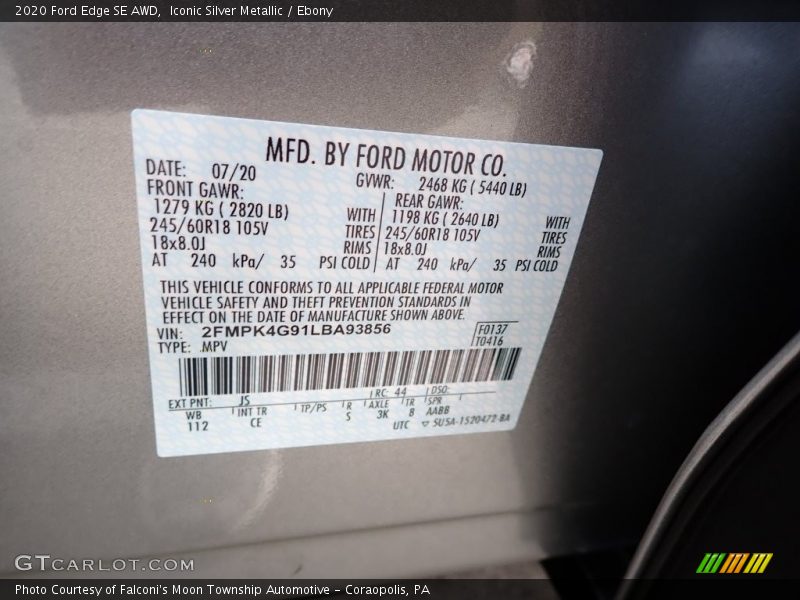 2020 Ford Edge SE AWD, Iconic Silver Metallic / Ebony
MFD. BY FORD MOTOR CO.
DATE: 07/20 GVWR: 2468 KG ( 5440 LB)
FRONT GAWR: REAR GAWR:
1279 KG ( 2820 LB) WITH 1198 KG ( 2640 LB) WITH
245/60R18 105V TIRES 245/60R18 105V TIRES
18x8.0J RIMS 18x8.0J RIMS
AT 240 kPa/ 35 PSI COLD AT 240 kPa/ 35 PSI COLD
THIS VEHICLE CONFORMS TO ALL APPLICABLE FEDERAL MOTOR
VEHICLE SAFETY AND THEFT PREVENTION STANDARDS IN
EFFECT ON THE DATE OF MANUFACTURE SHOWN ABOVE.
VIN: 2FMPK4G91LBA93856 F0137
TYPE: MPV T0416
EXT PNT: JS RC: 44 DSO:
WB INT TR TP/PS R AXLE TR SPR
112 CE S 3K 8 AABB
UTC ▽ SU5A-1520472-BA
GTCARLOT.COM
Photo Courtesy of Falconi's Moon Township Automotive - Coraopolis, PA